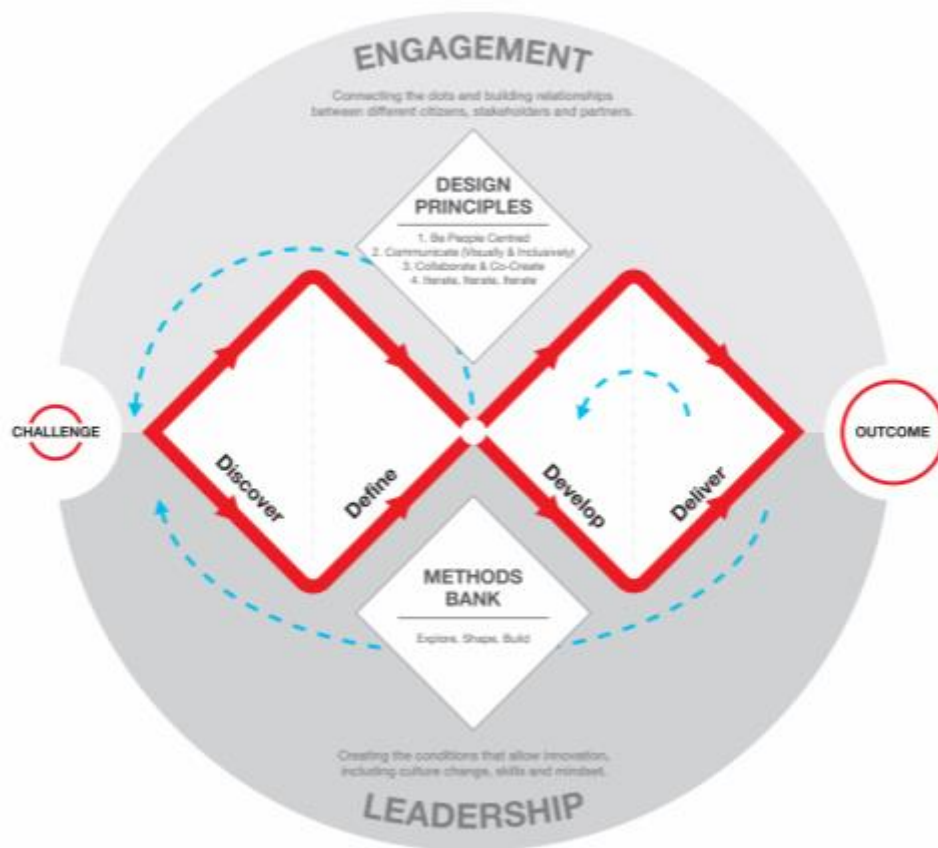 ENGAGEMENT
Connecting the dots and building relationships
between different citizens, stakeholders and partners.
DESIGN
PRINCIPLES
1. Be People Centred
2. Communicate (Visually & Inclusively)
3. Collaborate & Co-Create
4. Iterate, Iterate, Iterate
CHALLENGE
OUTCOME
Discover
Define
Develop
Deliver
METHODS
BANK
Explore, Shape, Build
Creating the conditions that allow innovation,
including culture change, skills and mindset.
LEADERSHIP